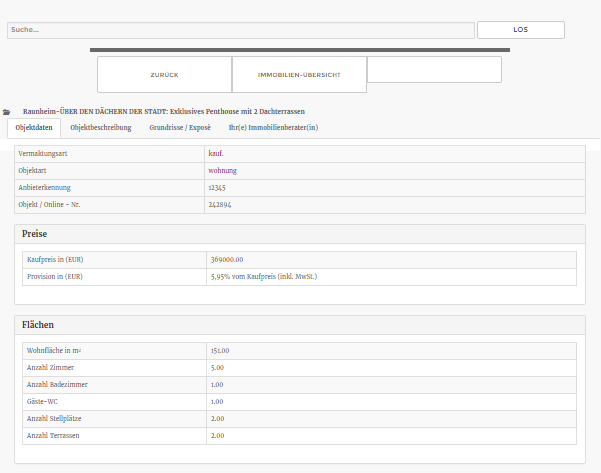 Suche...
LOS
ZURÜCK
IMMOBILIEN-ÜBERSICHT
Raunheim-ÜBER DEN DÄCHERN DER STADT: Exklusives Penthouse mit 2 Dachterrassen
Objektdaten Objektbeschreibung Grundrisse / Exposè Ihr(e) Immobilienberater(in)
Vermaktungsart kauf.
Objektart wohnung
Anbieterkennung 12345
Objekt / Online - Nr. 242894
Preise
Kaufpreis in (EUR) 369000.00
Provision in (EUR) 5,95% vom Kaufpreis (inkl. MwSt.)
Flächen
Wohnfläche in m² 151.00
Anzahl Zimmer 5.00
Anzahl Badezimmer 1.00
Gäste-WC 1.00
Anzahl Stellplätze 2.00
Anzahl Terrassen 2.00